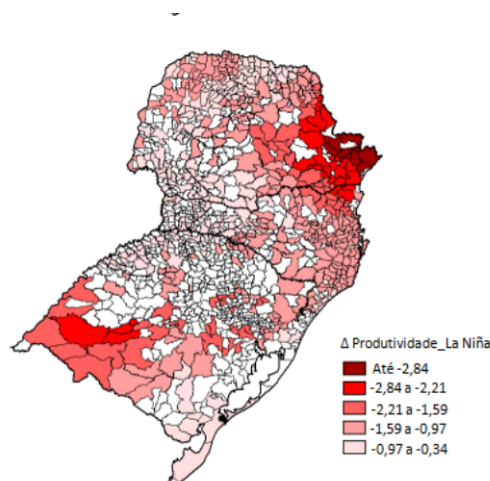 Δ Produtividade_La Niña
Até -2,84
-2,84 a -2,21
-2,21 a -1,59
-1,59 a -0,97
-0,97 a -0,34